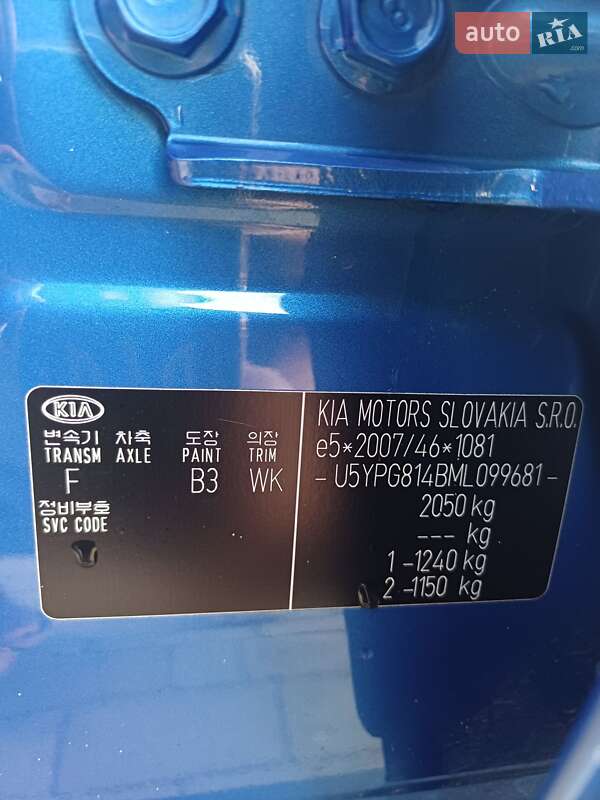 auto RIA .com
KIA
변속기 차축 도장 의장
TRANSM AXLE PAINT TRIM
F B3 WK
정비부호
SVC CODE
KIA MOTORS SLOVAKIA S.R.O.
e5*2007/46*1081
- U5YPG814BML099681 -
2050 kg
--- kg
1 -1240 kg
2 -1150 kg